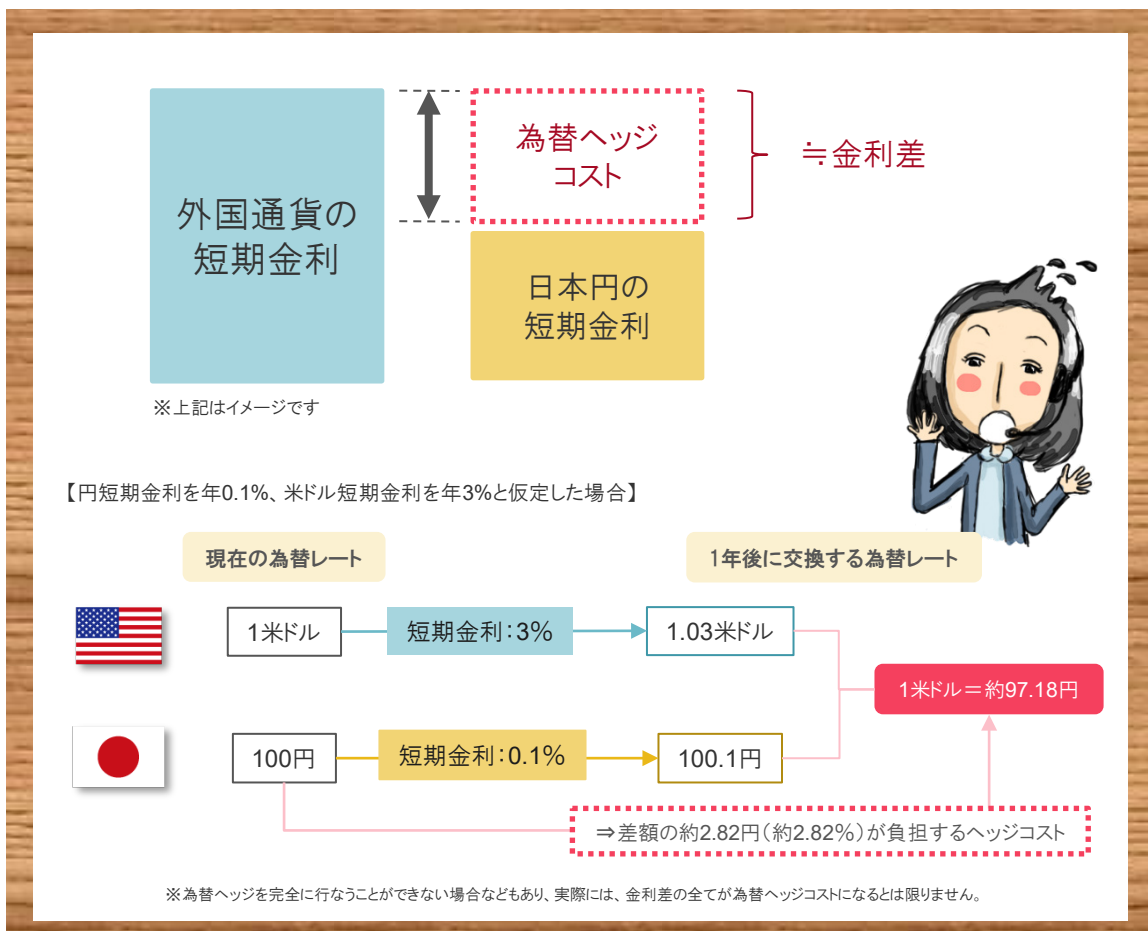 外国通貨の
短期金利
為替ヘッジ
コスト
≒金利差
日本円の
短期金利
※上記はイメージです
【円短期金利を年0.1%、米ドル短期金利を年3%と仮定した場合】
現在の為替レート
1年後に交換する為替レート
1米ドル
短期金利:3%
1.03米ドル
1米ドル=約97.18円
100円
短期金利:0.1%
100.1円
⇒差額の約2.82円(約2.82%)が負担するヘッジコスト
※為替ヘッジを完全に行なうことができない場合などもあり、実際には、金利差の全てが為替ヘッジコストになるとは限りません。